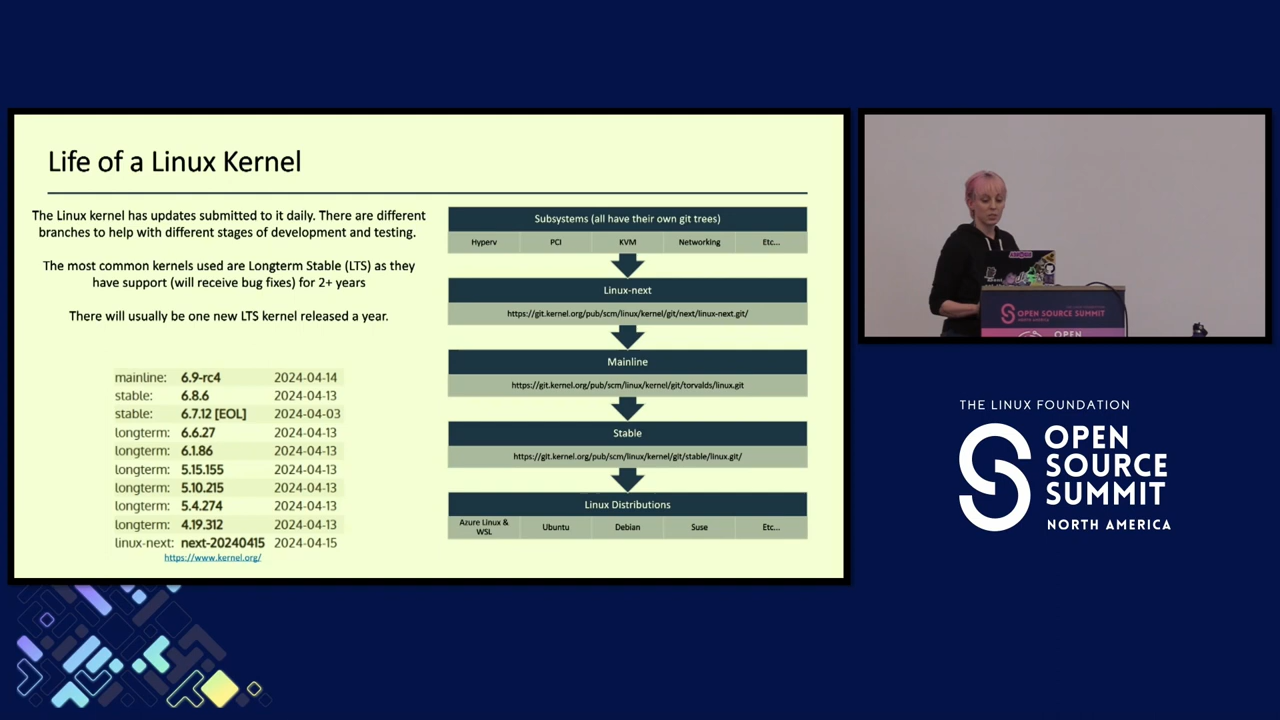 Life of a Linux Kernel
The Linux kernel has updates submitted to it daily. There are different
branches to help with different stages of development and testing.
The most common kernels used are Longterm Stable (LTS) as they
have support (will receive bug fixes) for 2+ years
There will usually be one new LTS kernel released a year.
mainline: 6.9-rc4 2024-04-14
stable: 6.8.6 2024-04-13
stable: 6.7.12 [EOL] 2024-04-03
longterm: 6.6.27 2024-04-13
longterm: 6.1.86 2024-04-13
longterm: 5.15.155 2024-04-13
longterm: 5.10.215 2024-04-13
longterm: 5.4.274 2024-04-13
longterm: 4.19.312 2024-04-13
linux-next: next-20240415 2024-04-15
https://www.kernel.org/
Subsystems (all have their own git trees)
Hyperv PCI KVM Networking Etc...
Linux-next
https://git.kernel.org/pub/scm/linux/kernel/git/next/linux-next.git/
Mainline
https://git.kernel.org/pub/scm/linux/kernel/git/torvalds/linux.git
Stable
https://git.kernel.org/pub/scm/linux/kernel/git/stable/linux.git/
Linux Distributions
Azure Linux &
WSL Ubuntu Debian Suse Etc...
OPEN SOURCE SUMMIT
OPEN
THE LINUX FOUNDATION
OPEN
SOURCE
SUMMIT
NORTH AMERICA